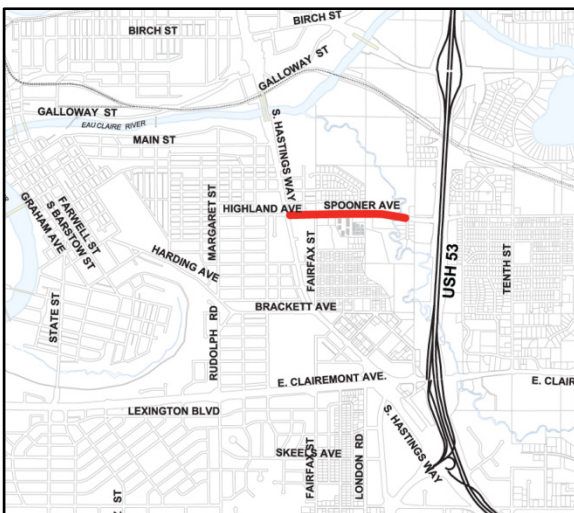 BIRCH ST
BIRCH ST
GALLOWAY ST
GALLOWAY ST
EAU CLAIRE RIVER
MAIN ST
S. HASTINGS WAY
HIGHLAND AVE
SPOONER AVE
MARGARET ST
FARWELL ST
S BARSTOW ST
GRAHAM AVE
HARDING AVE
FAIRFAX ST
USH 53
TENTH ST
STATE ST
RUDOLPH RD
BRACKETT AVE
E. CLAIREMONT AVE.
E. CLAIR
LEXINGTON BLVD
S. HASTINGS WAY
SKEELS AVE
FAIRFAX ST
LONDON RD
ST